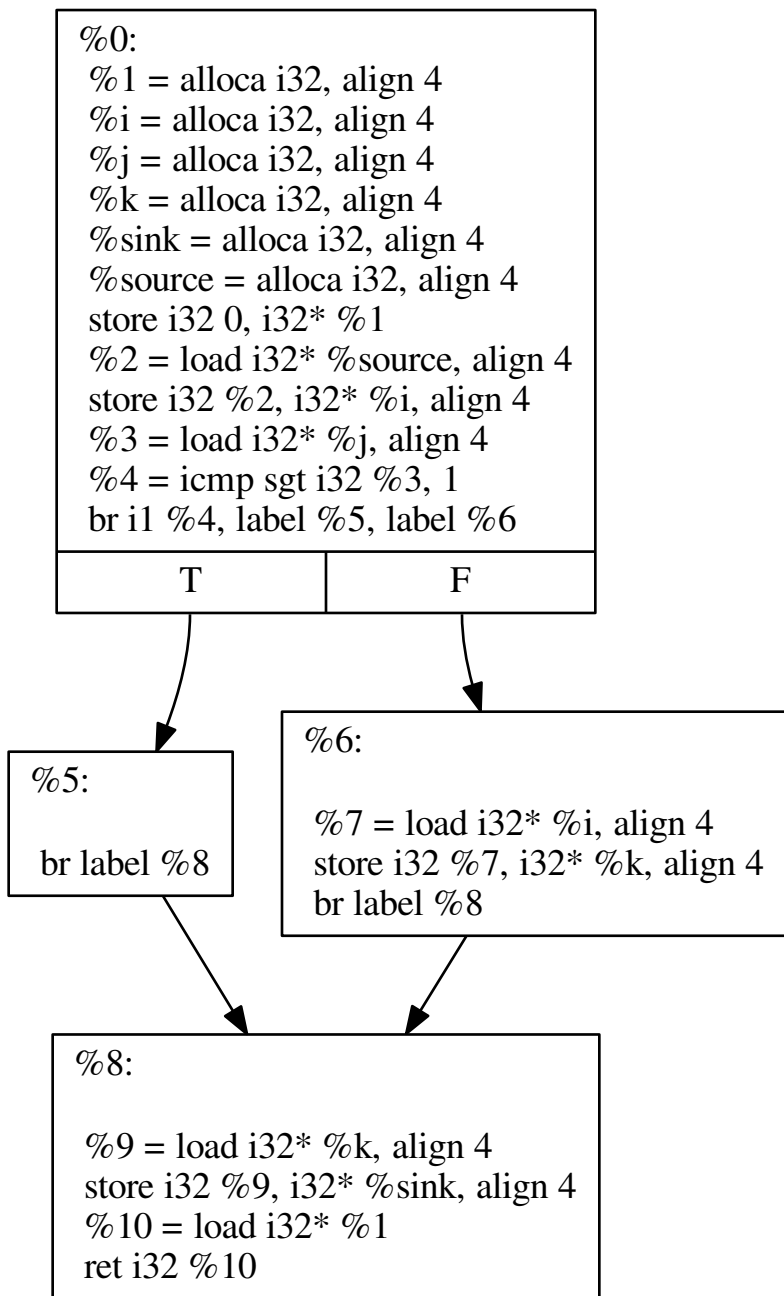 %0:
%1 = alloca i32, align 4
%i = alloca i32, align 4
%j = alloca i32, align 4
%k = alloca i32, align 4
%sink = alloca i32, align 4
%source = alloca i32, align 4
store i32 0, i32* %1
%2 = load i32* %source, align 4
store i32 %2, i32* %i, align 4
%3 = load i32* %j, align 4
%4 = icmp sgt i32 %3, 1
br i1 %4, label %5, label %6
T F
%5:
br label %8
%6:
%7 = load i32* %i, align 4
store i32 %7, i32* %k, align 4
br label %8
%8:
%9 = load i32* %k, align 4
store i32 %9, i32* %sink, align 4
%10 = load i32* %1
ret i32 %10